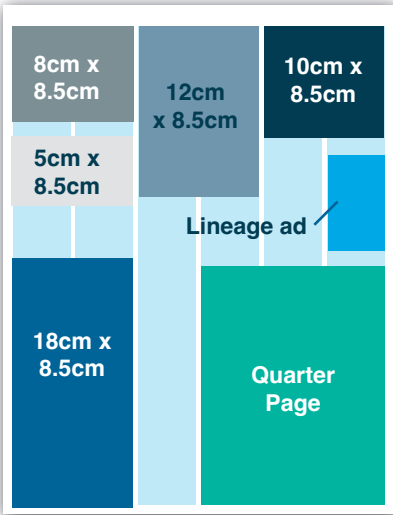 8cm x
8.5cm
12cm
x 8.5cm
10cm x
8.5cm
5cm x
8.5cm
Lineage ad
18cm x
8.5cm
Quarter
Page